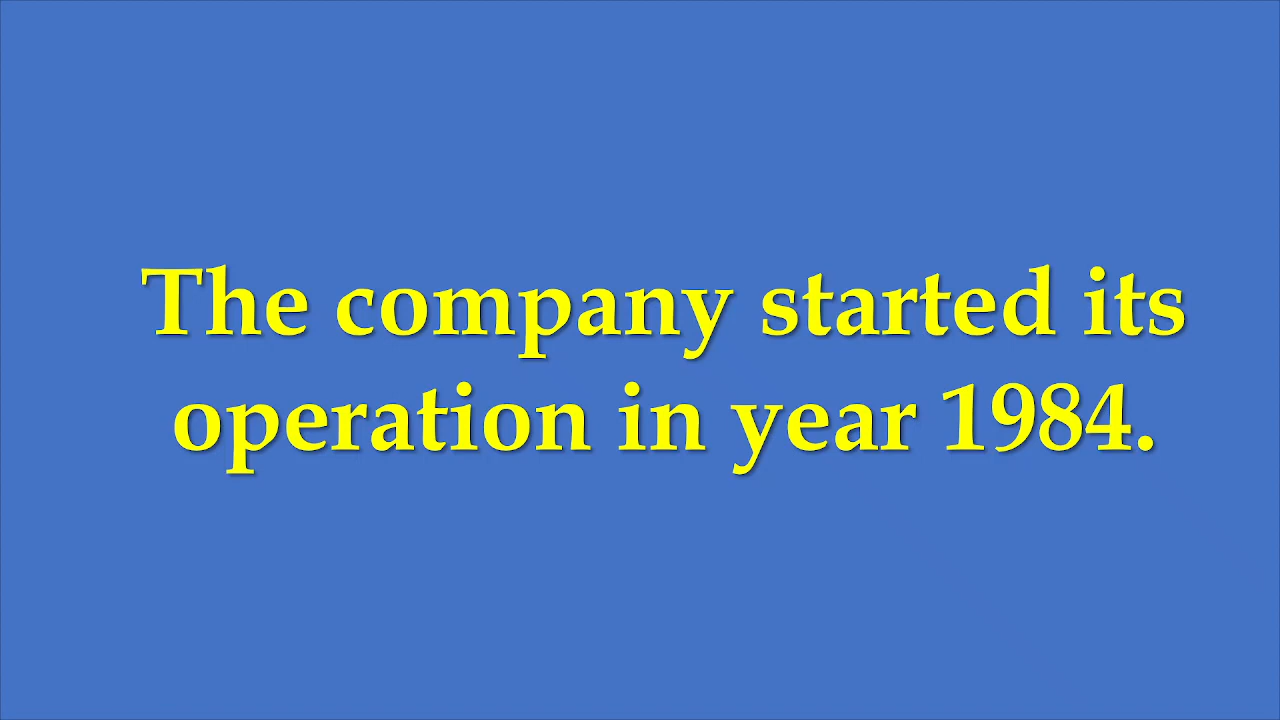 The company started its
operation in year 1984.